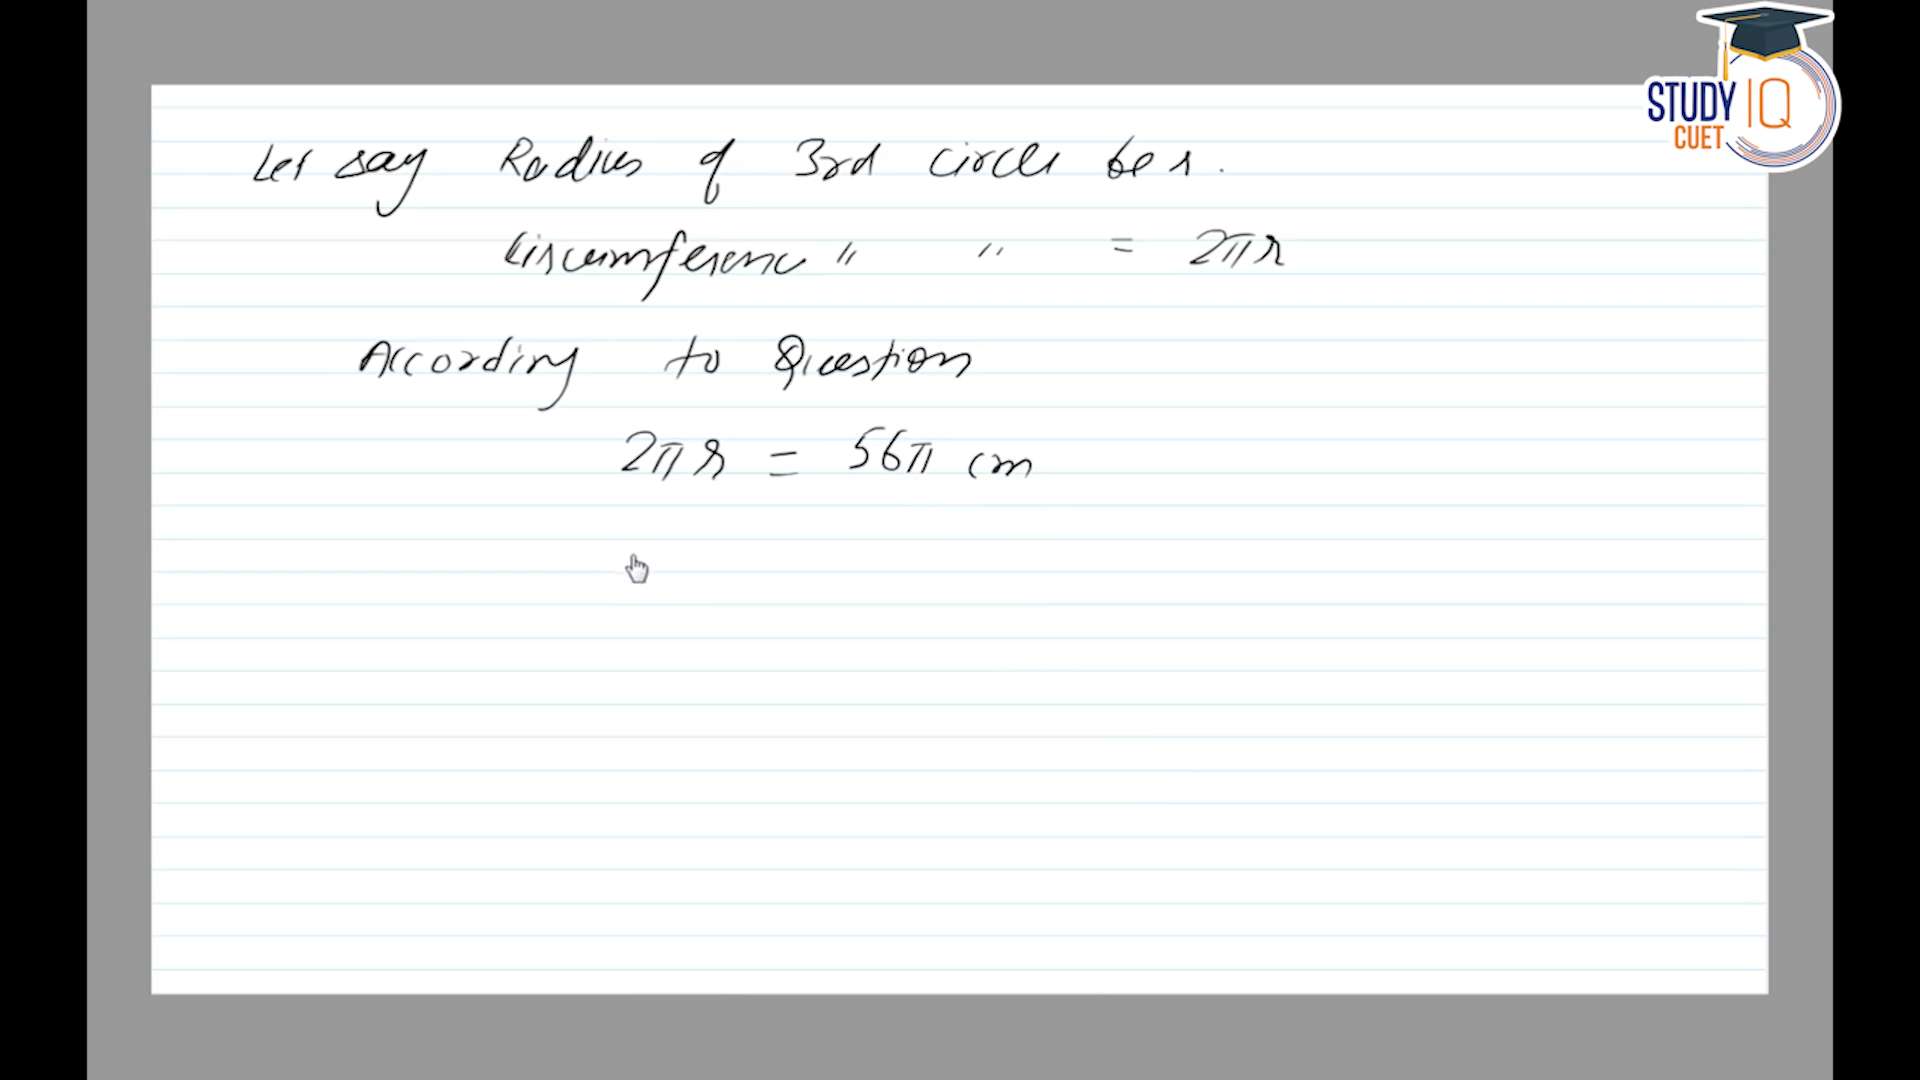 STUDY IQ
CUET
Let say Radius of 3rd circle be r.
Circumference " " = 2πr
According to Question
2πr = 56π cm